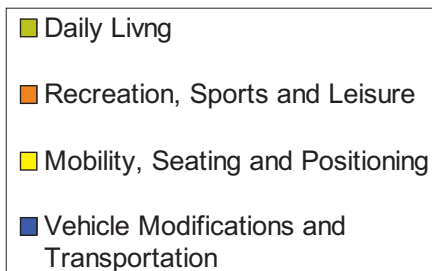 Daily Livng
Recreation, Sports and Leisure
Mobility, Seating and Positioning
Vehicle Modifications and
Transportation